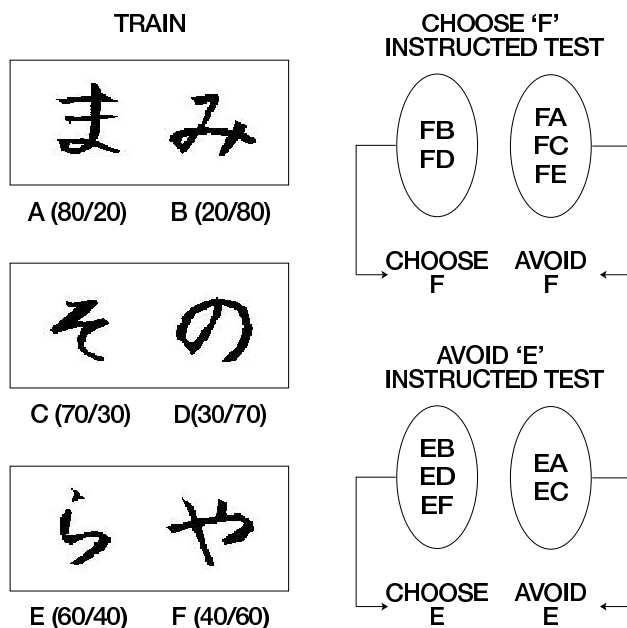 TRAIN
まみ
A (80/20) B (20/80)
その
C (70/30) D(30/70)
らや
E (60/40) F (40/60)
CHOOSE ‘F’
INSTRUCTED TEST
FB
FD
FA
FC
FE
CHOOSE
F
AVOID
F
AVOID ‘E’
INSTRUCTED TEST
EB
ED
EF
EA
EC
CHOOSE
E
AVOID
E